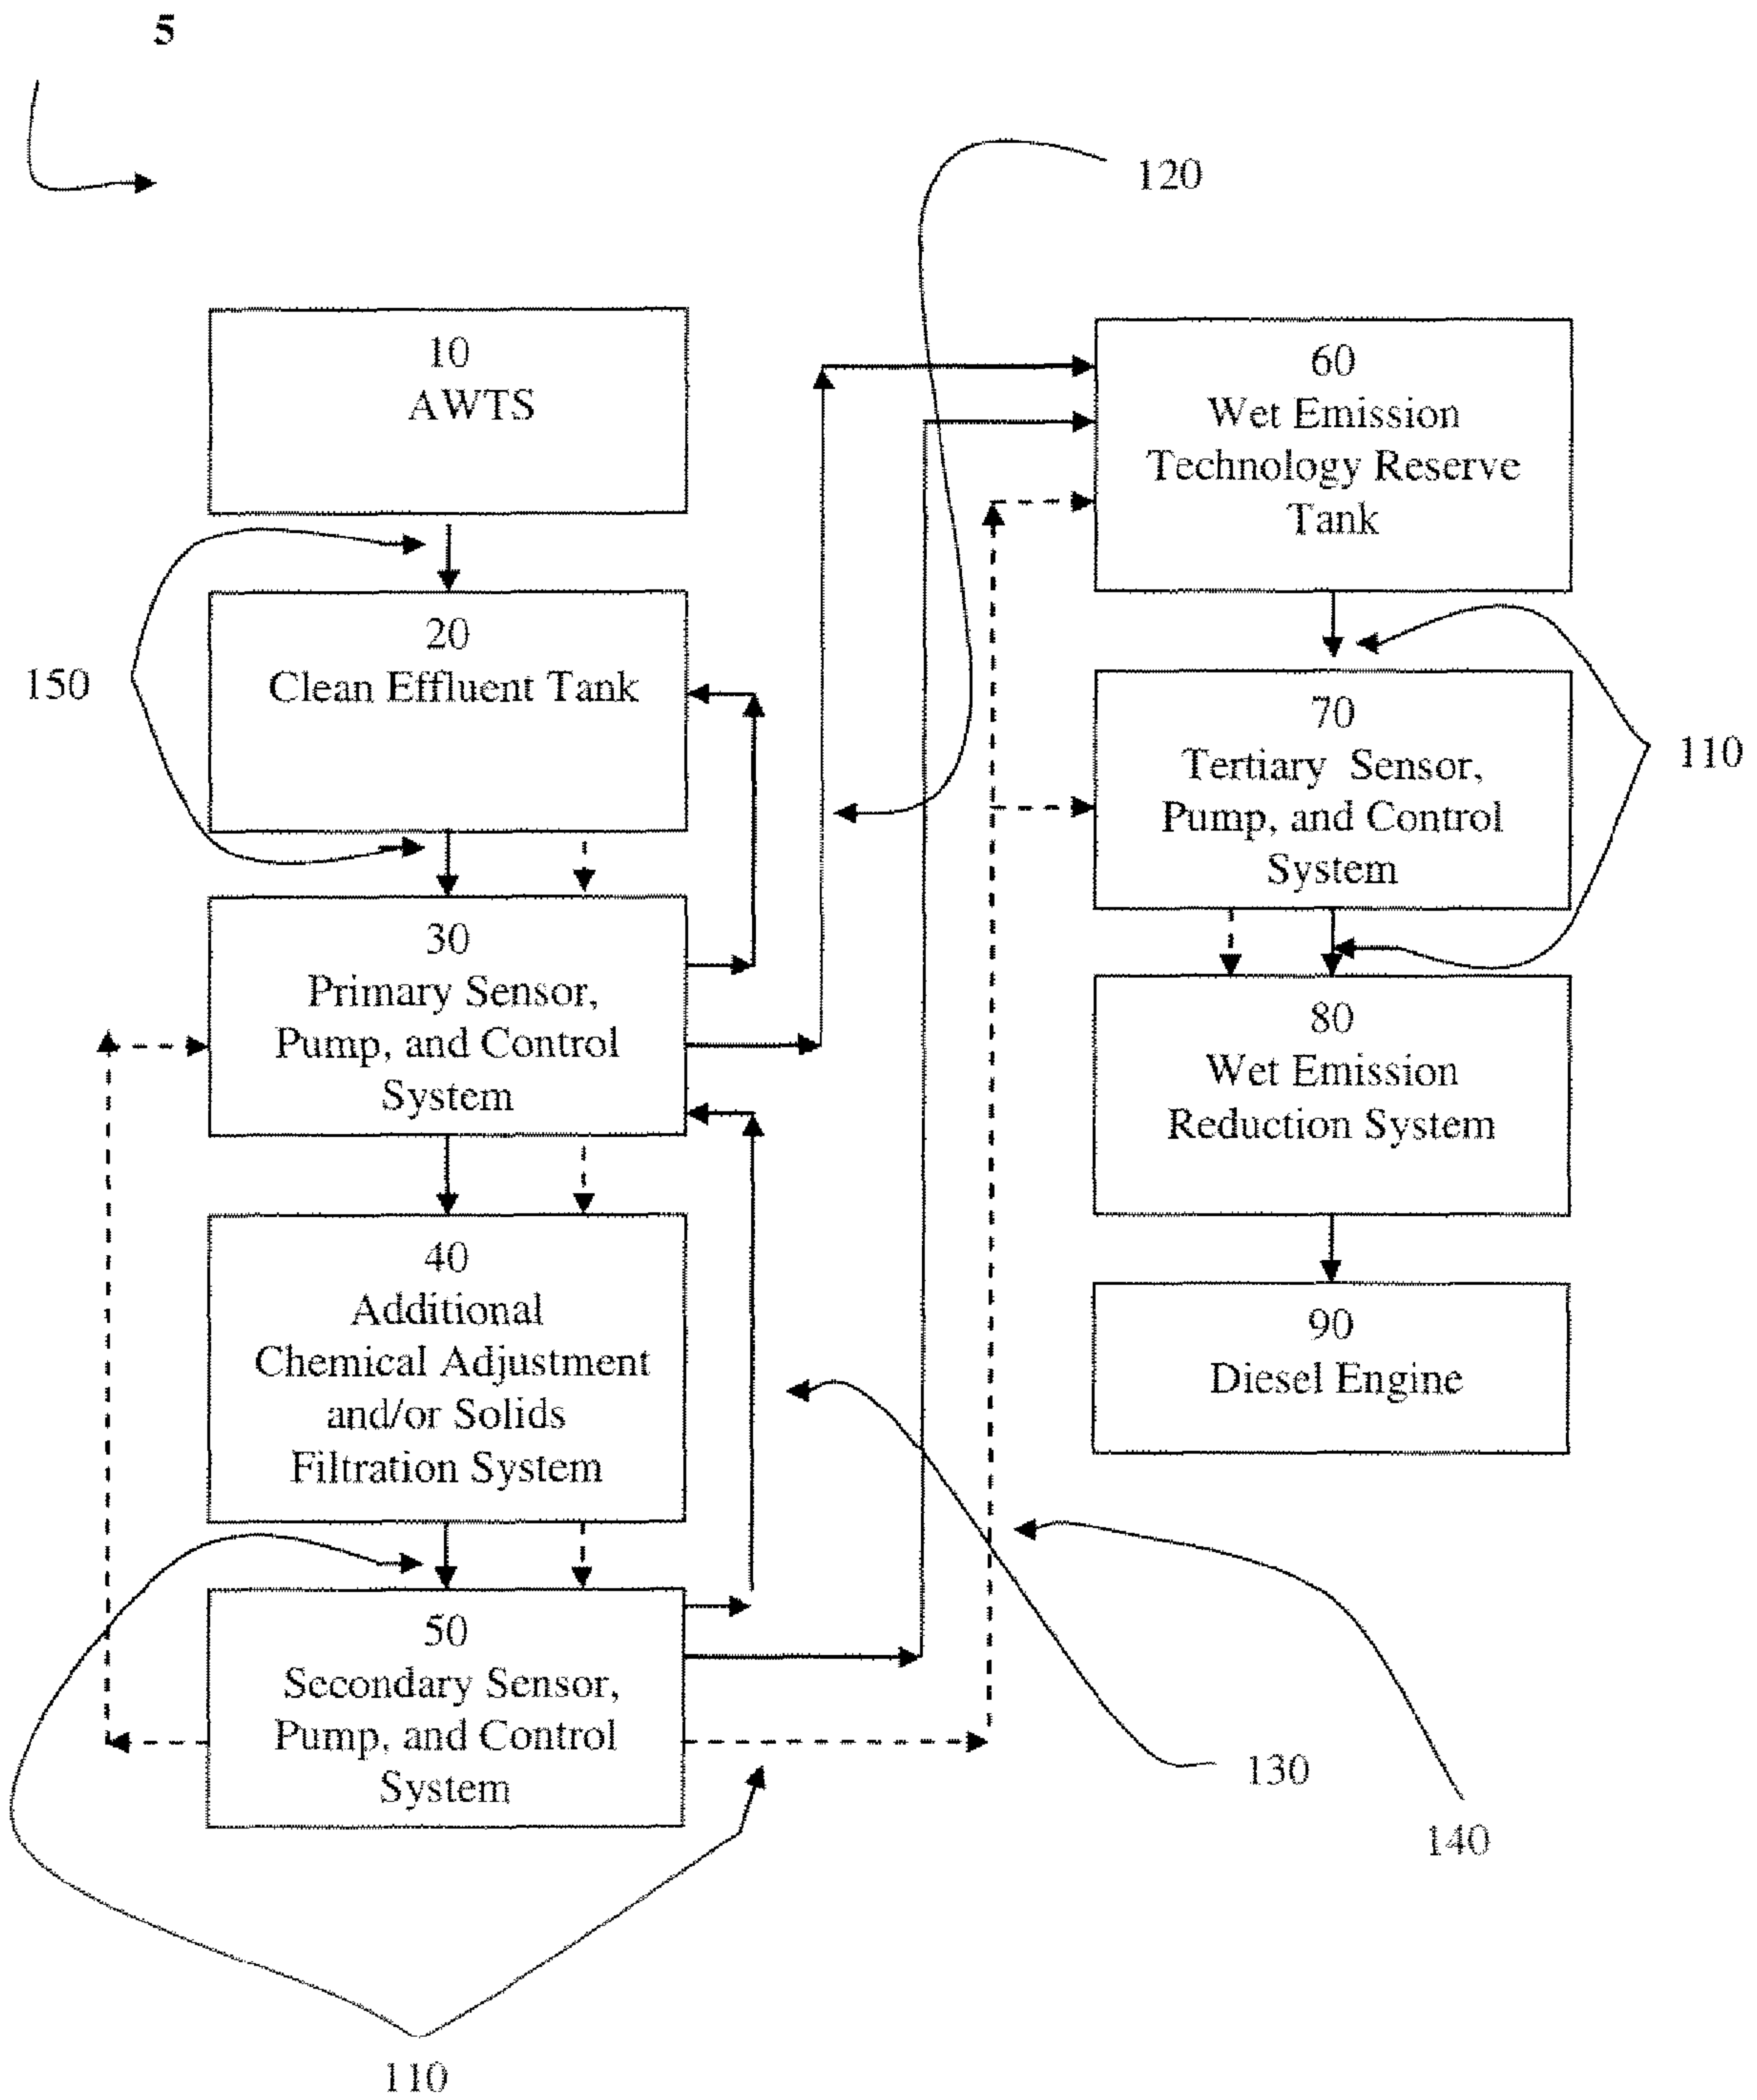 5
120
10
AWTS
150
20
Clean Effluent Tank
30
Primary Sensor,
Pump, and Control
System
40
Additional
Chemical Adjustment
and/or Solids
Filtration System
50
Secondary Sensor,
Pump, and Control
System
110
60
Wet Emission
Technology Reserve
Tank
70
Tertiary Sensor,
Pump, and Control
System
110
80
Wet Emission
Reduction System
90
Diesel Engine
130
140